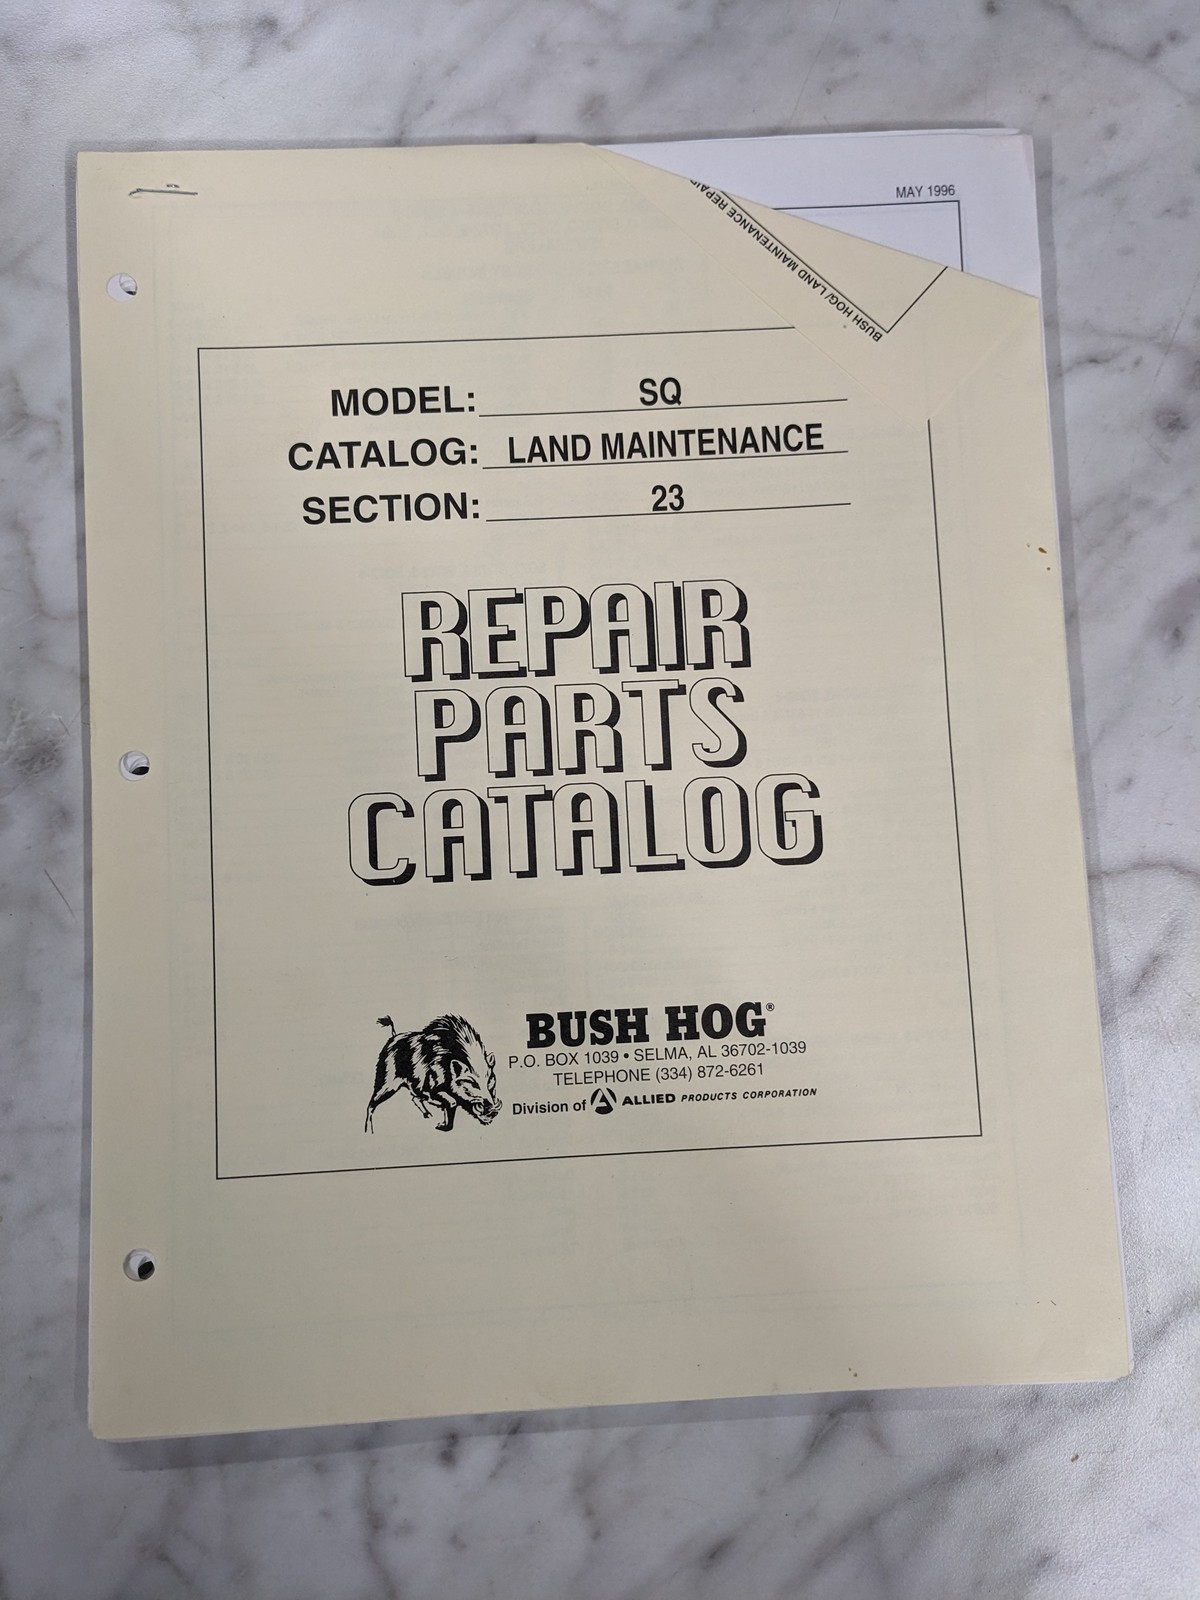 MAY 1996
BUSH HOG/LAND MAINTENANCE REPAIR
MODEL: SQ
CATALOG: LAND MAINTENANCE
SECTION: 23
REPAIR
PARTS
CATALOG
BUSH HOG®
P.O. BOX 1039 • SELMA, AL 36702-1039
TELEPHONE (334) 872-6261
Division of ALLIED PRODUCTS CORPORATION